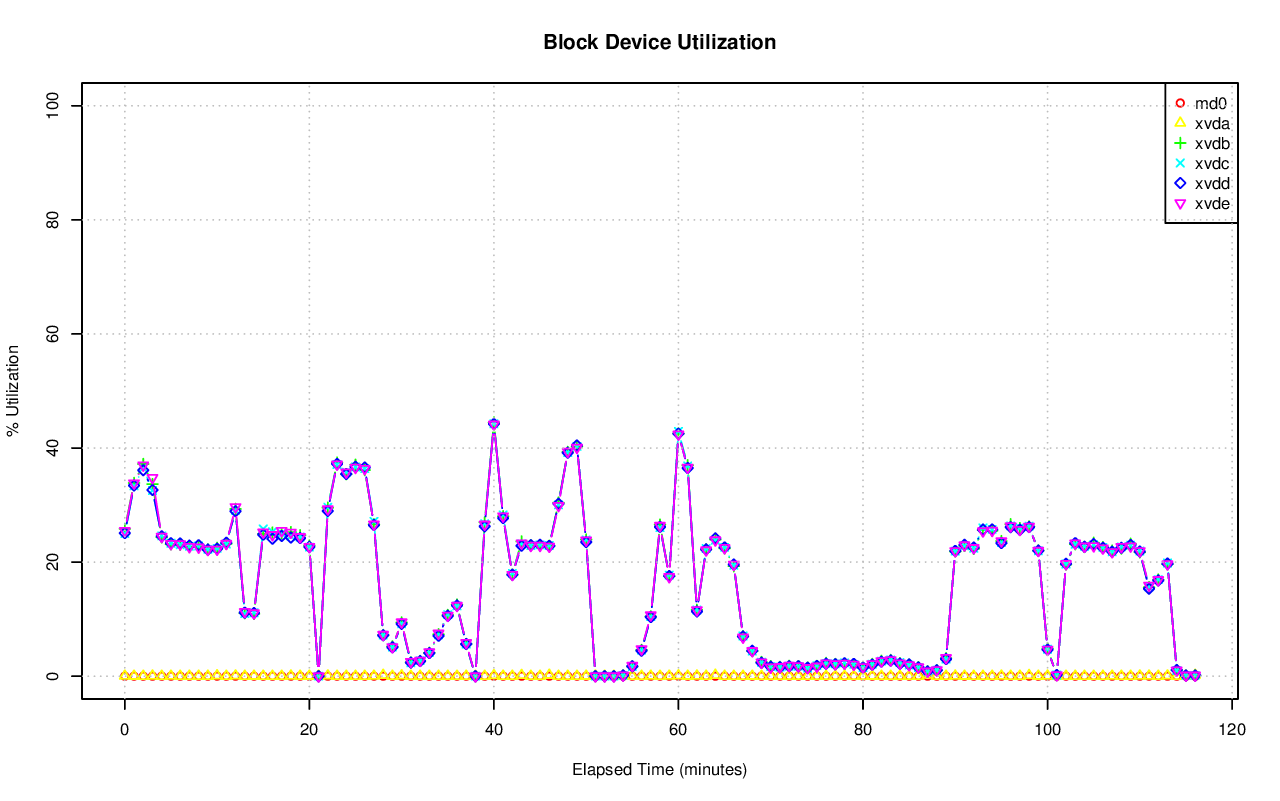 Block Device Utilization
% Utilization
100
80
60
40
20
0
md0
xvda
xvdb
xvdc
xvdd
xvde
0 20 40 60 80 100 120
Elapsed Time (minutes)